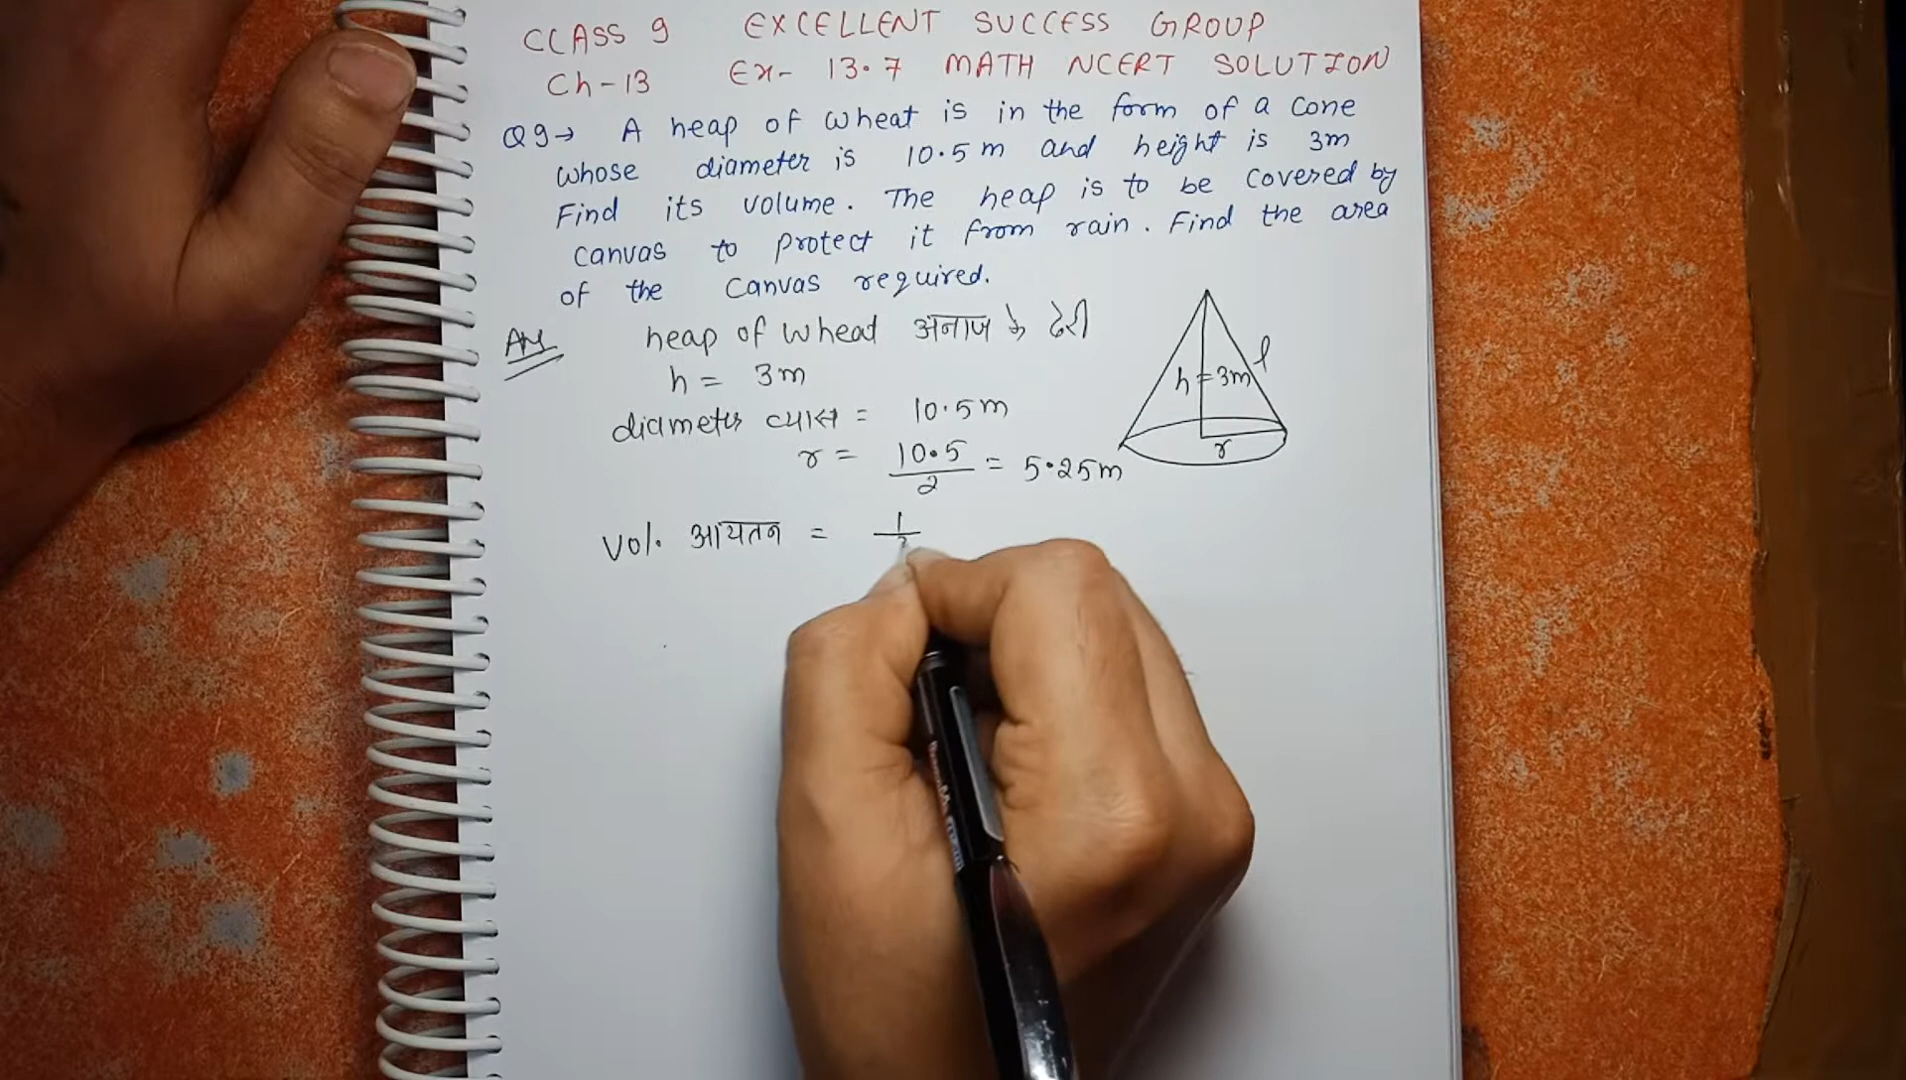 CLASS 9 EXCELLENT SUCCESS GROUP
Ch-13 Ex- 13.7 MATH NCERT SOLUTION
Q9→ A heap of wheat is in the form of a cone
whose diameter is 10.5 m and height is 3m
Find its volume. The heap is to be covered by
canvas to protect it from rain. Find the area
of the canvas required.
Ans heap of wheat अनाज के ढेरी
h = 3m
diameter व्यास = 10.5m
r = 10.5/2 = 5.25m
Vol. आयतन = 1/3
h = 3m
l
r